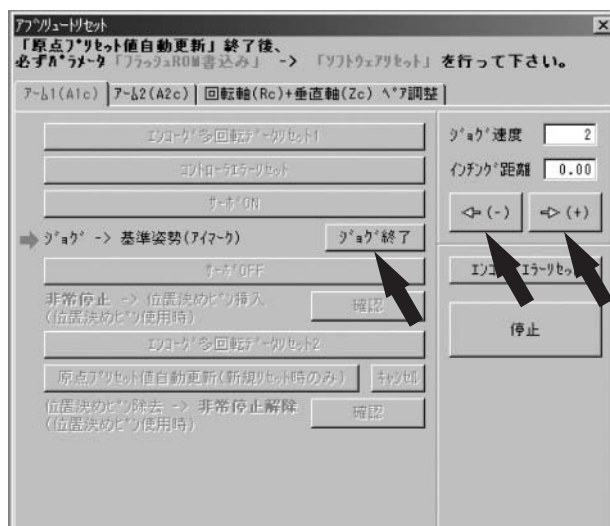 アブソリュートリセット
「原点プリセット値自動更新」終了後、
必ずパラメータ「フラッシュROM書込み」 -> 「ソフトウェアリセット」 を行って下さい。
アーム1(A1c)
アーム2(A2c)
回転軸(Rc)+垂直軸(Zc) ペア調整
エンコーダ多回転データリセット1
コントローラエラーリセット
サーボON
ジョグ -> 基準姿勢(アイマーク)
ジョグ終了
サーボOFF
非常停止 -> 位置決めピン挿入
(位置決めピン使用時)
確認
エンコーダ多回転データリセット2
原点プリセット値自動更新(新規リセット時のみ)
キャンセル
位置決めピン除去 -> 非常停止解除
(位置決めピン使用時)
確認
ジョグ速度
2
インチング距離
0.00
(-)
(+)
エンコーダエラーリセット
停止